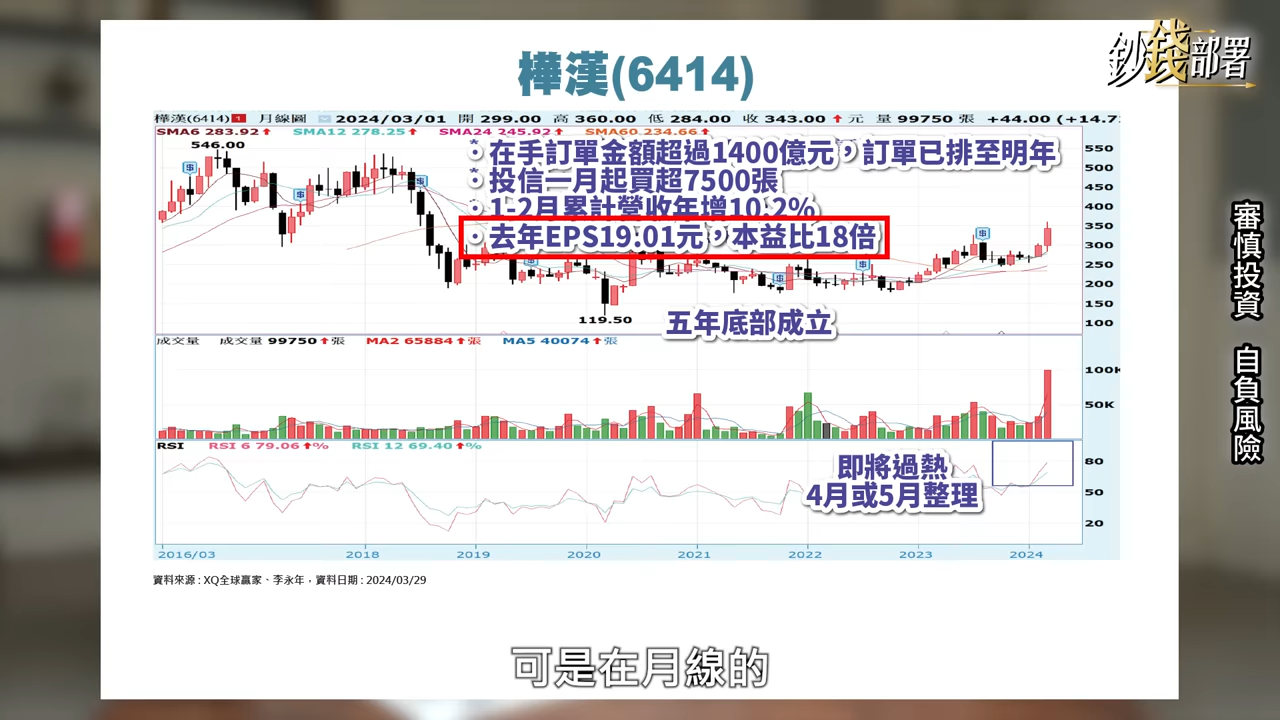 樺漢(6414)
鈔錢部署
樺漢(6414) 1 月線圖 2024/03/01 開 299.00 高 360.00 低 284.00 收 343.00 ↑ 元 量 99750 張 +44.00 (+14.7
SMA6 283.92↑ SMA12 278.25↑ SMA24 245.92↑ SMA60 234.66↑
546.00
• 在手訂單金額超過1400億元，訂單已排至明年
• 投信一月起買超7500張
• 1-2月累計營收年增10.2%
• 去年EPS19.01元，本益比18倍
550
500
450
400
350
300
250
200
150
100
119.50
五年底部成立
成交量 成交量 99750↑張 MA2 65884↑張 MA5 40074↑張
100K
50K
RSI RSI 6 79.06↑% RSI 12 69.40↑%
即將過熱
4月或5月整理
80
50
20
2016/03 2018 2019 2020 2021 2022 2023 2024
資料來源 : XQ全球贏家、李永年，資料日期 : 2024/03/29
審慎投資 自負風險
可是在月線的